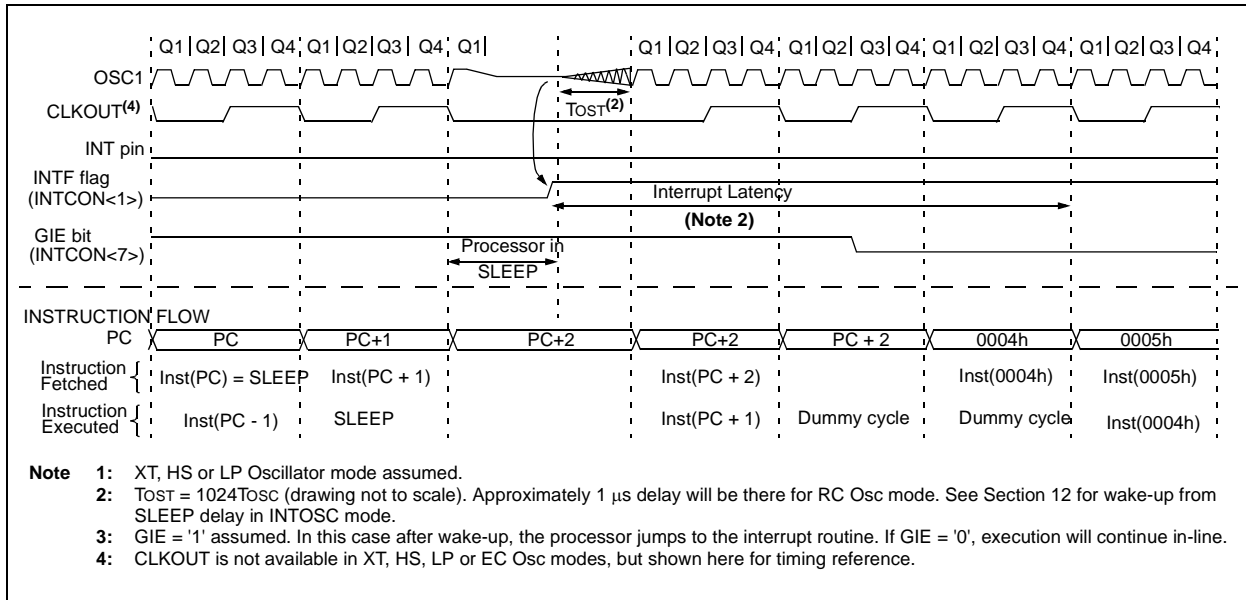 Q1 Q2 Q3 Q4 Q1 Q2 Q3 Q4 Q1 Q1 Q2 Q3 Q4 Q1 Q2 Q3 Q4 Q1 Q2 Q3 Q4 Q1 Q2 Q3 Q4
OSC1
CLKOUT(4)
TOST(2)
INT pin
INTF flag
(INTCON<1>)
Interrupt Latency
(Note 2)
GIE bit
(INTCON<7>)
Processor in
SLEEP
INSTRUCTION FLOW
PC PC PC+1 PC+2 PC+2 PC + 2 0004h 0005h
Instruction
Fetched
Inst(PC) = SLEEP Inst(PC + 1) Inst(PC + 2) Inst(0004h) Inst(0005h)
Instruction
Executed
Inst(PC - 1) SLEEP Inst(PC + 1) Dummy cycle Dummy cycle Inst(0004h)
Note 1: XT, HS or LP Oscillator mode assumed.
2: TOST = 1024TOSC (drawing not to scale). Approximately 1 μs delay will be there for RC Osc mode. See Section 12 for wake-up from
SLEEP delay in INTOSC mode.
3: GIE = '1' assumed. In this case after wake-up, the processor jumps to the interrupt routine. If GIE = '0', execution will continue in-line.
4: CLKOUT is not available in XT, HS, LP or EC Osc modes, but shown here for timing reference.